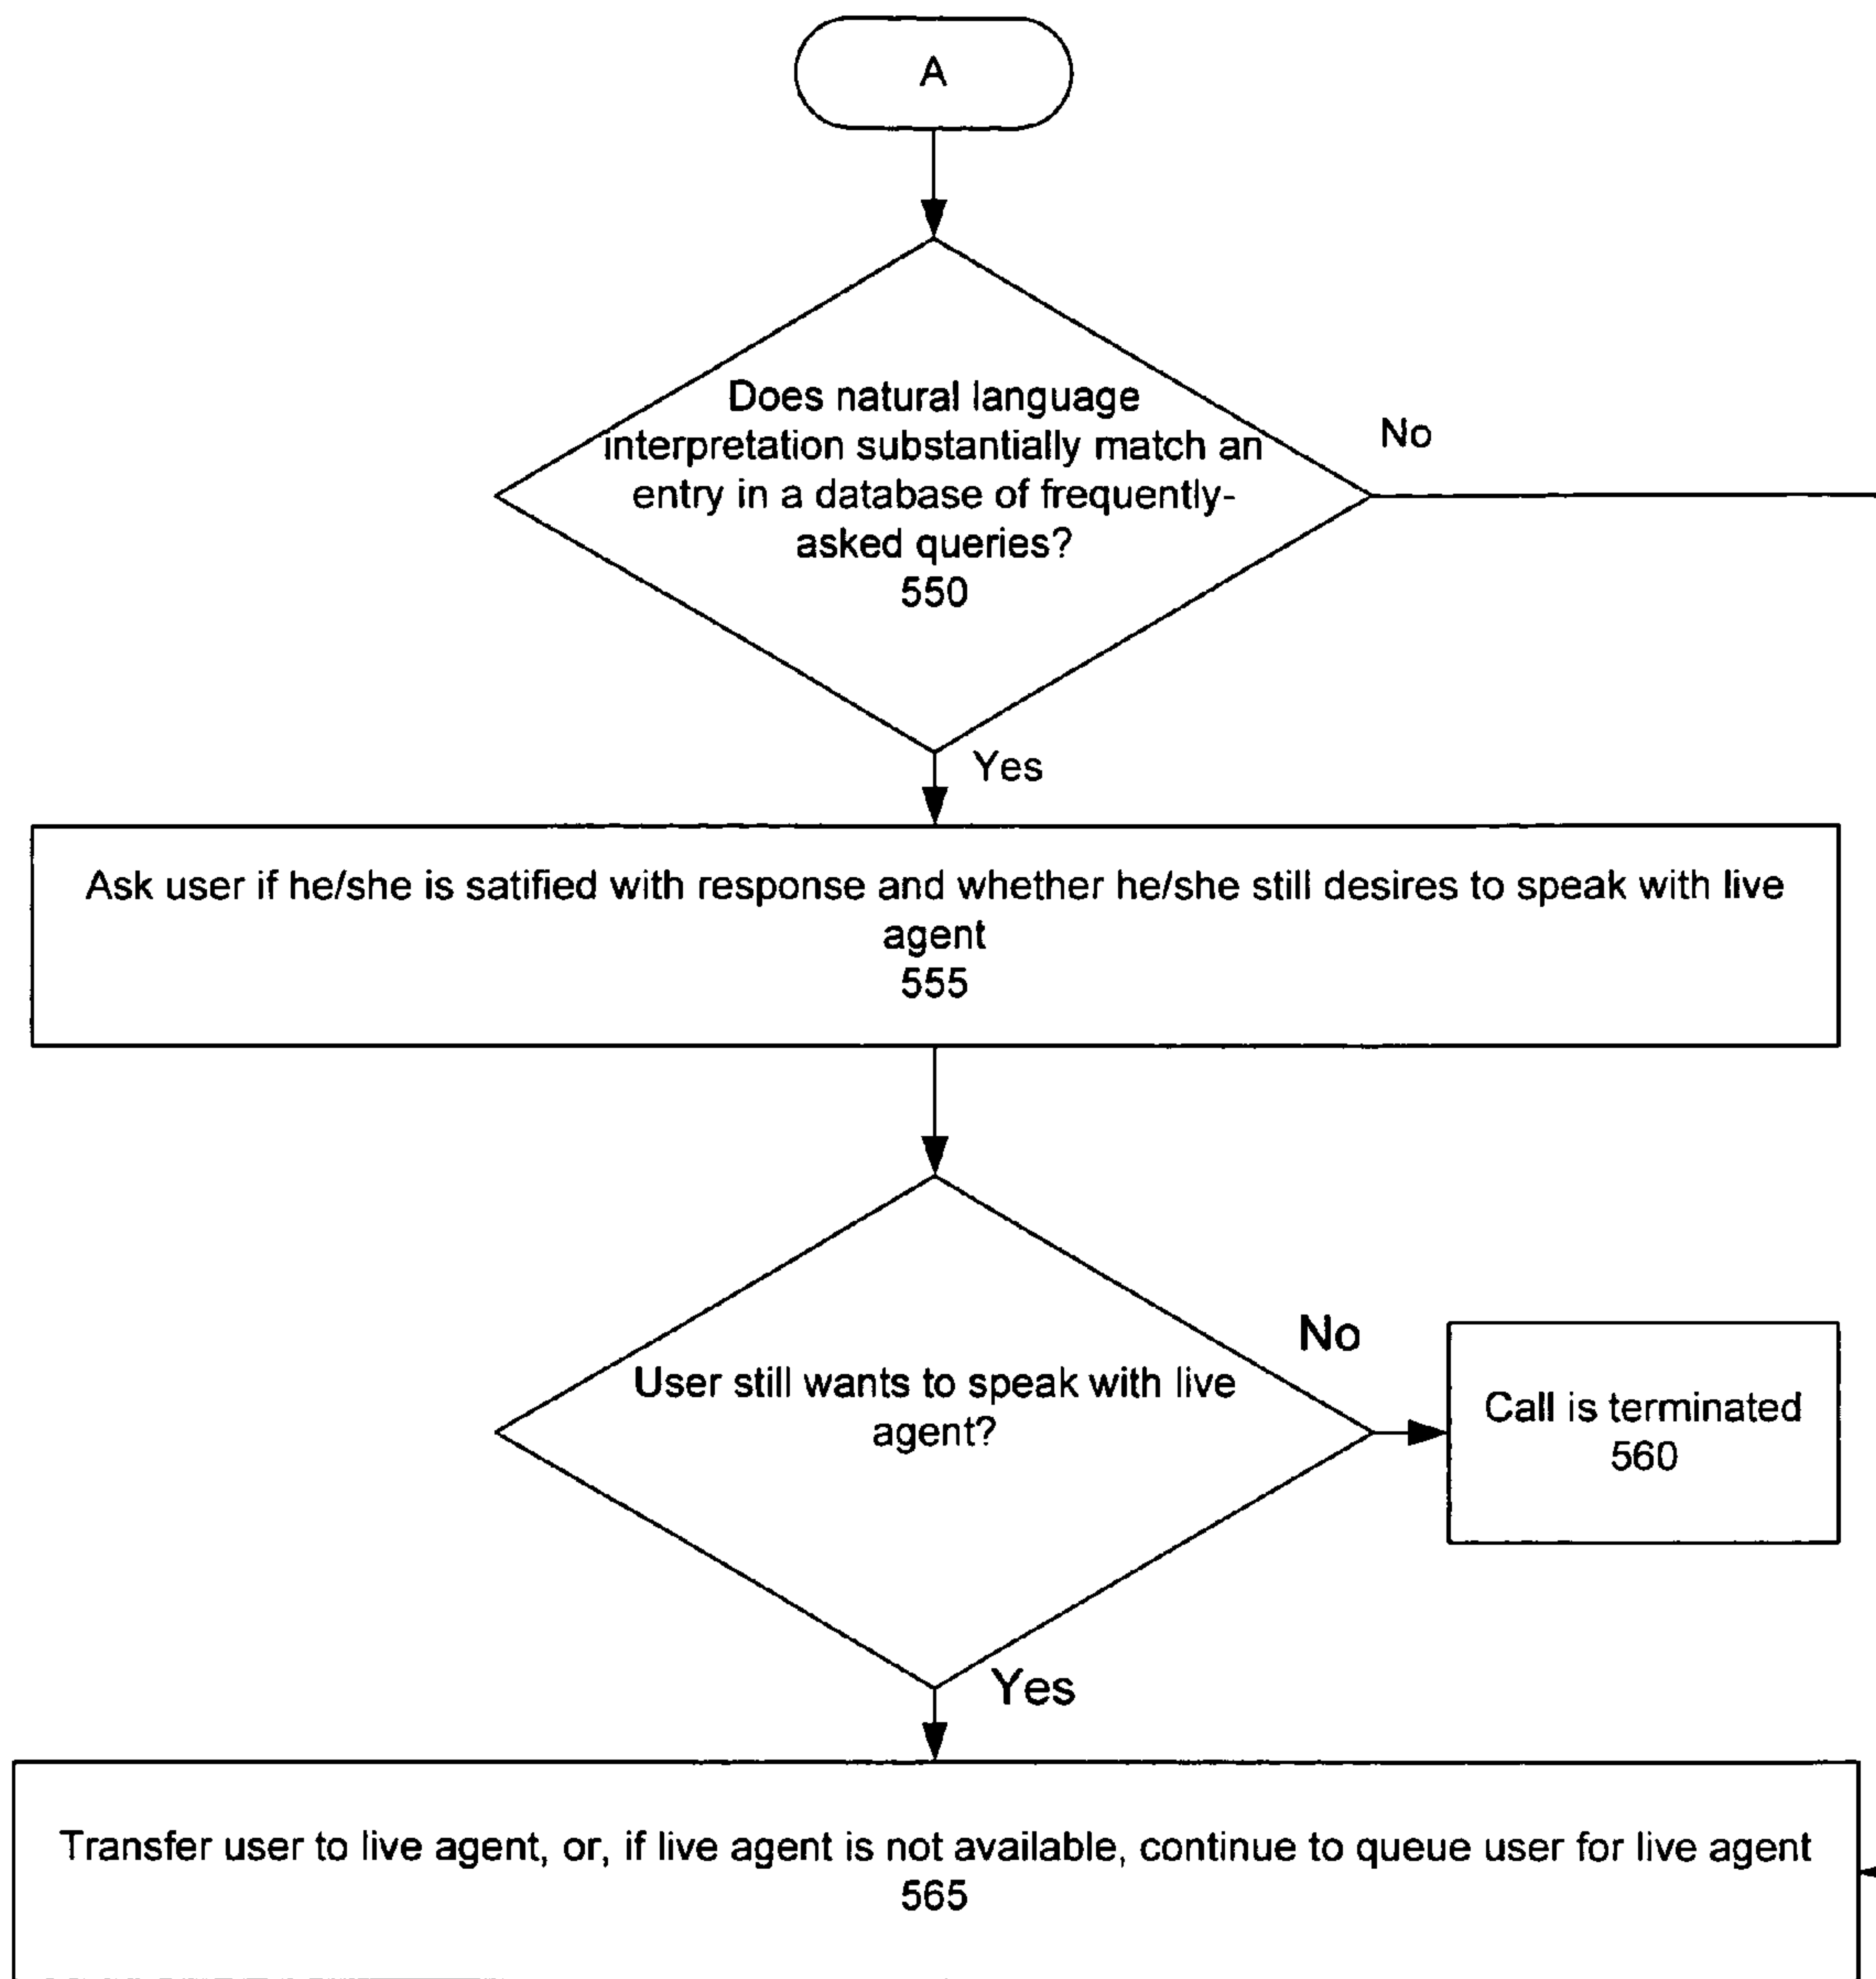 A
Does natural language
interpretation substantially match an
entry in a database of frequently-
asked queries?
550
No
Yes
Ask user if he/she is satified with response and whether he/she still desires to speak with live
agent
555
User still wants to speak with live
agent?
No
Call is terminated
560
Yes
Transfer user to live agent, or, if live agent is not available, continue to queue user for live agent
565